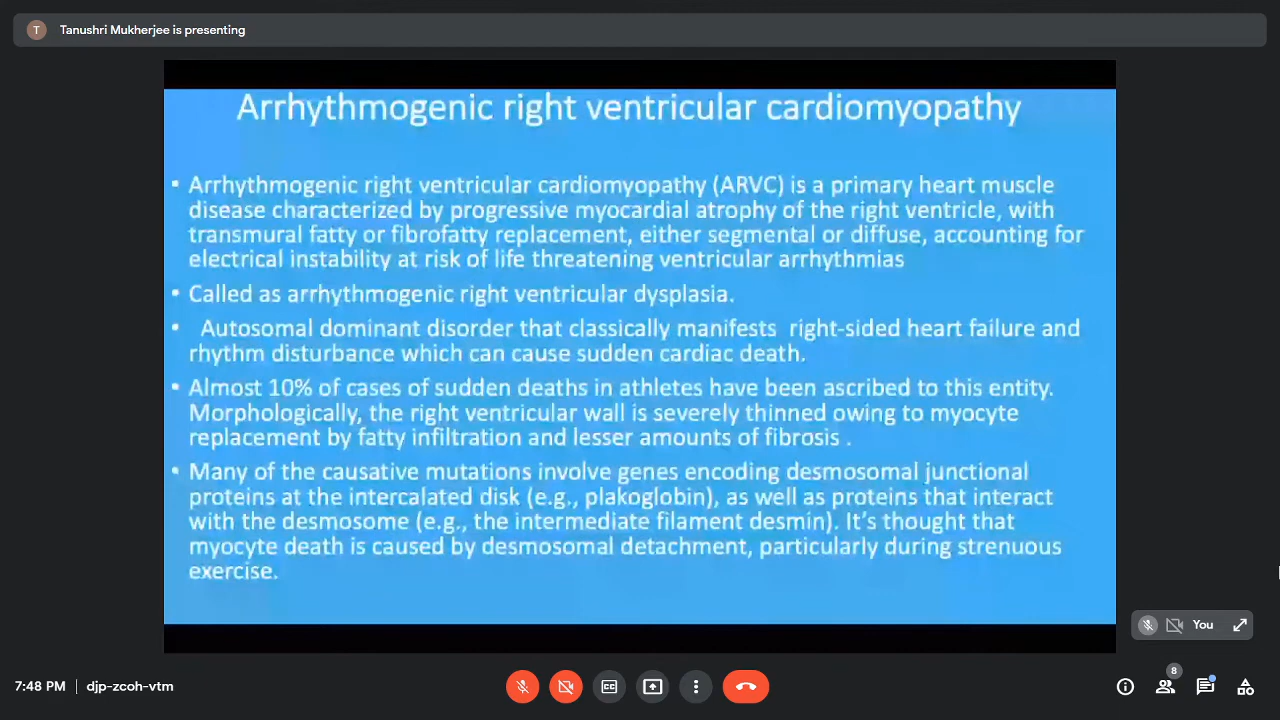 T
Tanushri Mukherjee is presenting
Arrhythmogenic right ventricular cardiomyopathy
• Arrhythmogenic right ventricular cardiomyopathy (ARVC) is a primary heart muscle
disease characterized by progressive myocardial atrophy of the right ventricle, with
transmural fatty or fibrofatty replacement, either segmental or diffuse, accounting for
electrical instability at risk of life threatening ventricular arrhythmias
• Called as arrhythmogenic right ventricular dysplasia.
• Autosomal dominant disorder that classically manifests right-sided heart failure and
rhythm disturbance which can cause sudden cardiac death.
• Almost 10% of cases of sudden deaths in athletes have been ascribed to this entity.
Morphologically, the right ventricular wall is severely thinned owing to myocyte
replacement by fatty infiltration and lesser amounts of fibrosis .
• Many of the causative mutations involve genes encoding desmosomal junctional
proteins at the intercalated disk (e.g., plakoglobin), as well as proteins that interact
with the desmosome (e.g., the intermediate filament desmin). It's thought that
myocyte death is caused by desmosomal detachment, particularly during strenuous
exercise.
You
7:48 PM | djp-zcoh-vtm
CC
8